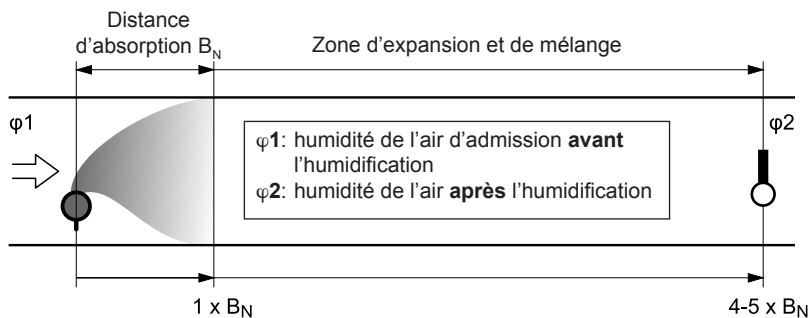 Distance
d'absorption B_N
Zone d'expansion et de mélange
φ1
φ2
φ1: humidité de l'air d'admission avant
l'humidification
φ2: humidité de l'air après l'humidification
1 x B_N
4-5 x B_N